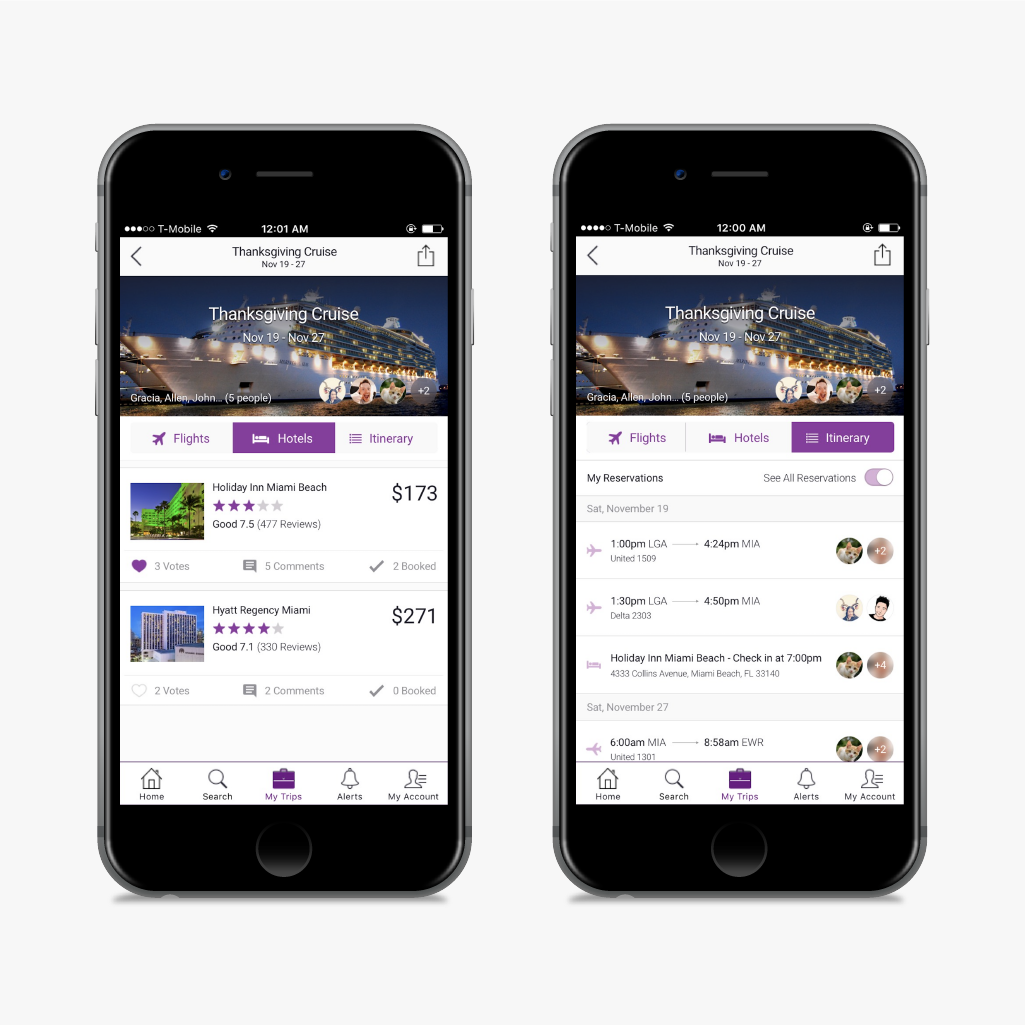 T-Mobile 12:01 AM
Thanksgiving Cruise
Nov 19 - 27
Thanksgiving Cruise
Nov 19 - Nov 27
Gracia, Allen, John... (5 people) +2
Flights Hotels Itinerary
Holiday Inn Miami Beach $173
Good 7.5 (477 Reviews)
3 Votes 5 Comments 2 Booked
Hyatt Regency Miami $271
Good 7.1 (330 Reviews)
2 Votes 2 Comments 0 Booked
Home Search My Trips Alerts My Account
T-Mobile 12:00 AM
Thanksgiving Cruise
Nov 19 - 27
Thanksgiving Cruise
Nov 19 - Nov 27
Gracia, Allen, John... (5 people) +2
Flights Hotels Itinerary
My Reservations See All Reservations
Sat, November 19
1:00pm LGA 4:24pm MIA +2
United 1509
1:30pm LGA 4:50pm MIA
Delta 2303
Holiday Inn Miami Beach - Check in at 7:00pm +4
4333 Collins Avenue, Miami Beach, FL 33140
Sat, November 27
6:00am MIA 8:58am EWR +2
United 1301
Home Search My Trips Alerts My Account